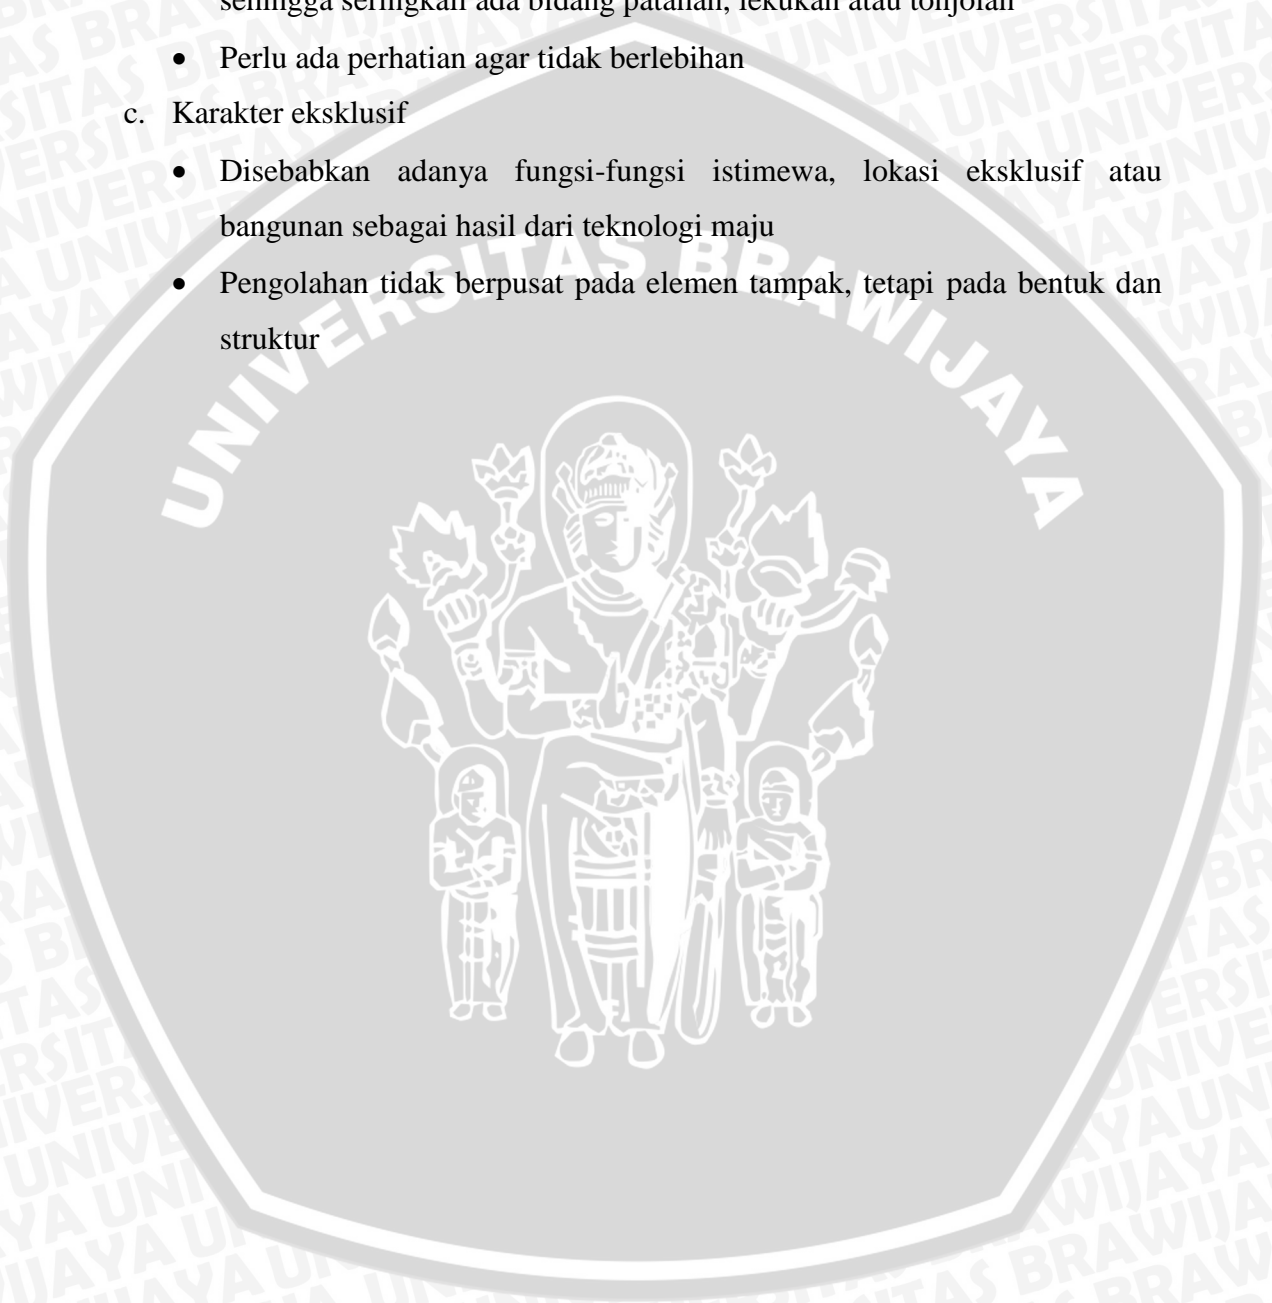 sehingga seringkali ada bidang patahan, lekukan atau tonjolan
• Perlu ada perhatian agar tidak berlebihan
c. Karakter eksklusif
• Disebabkan adanya fungsi-fungsi istimewa, lokasi eksklusif atau
bangunan sebagai hasil dari teknologi maju
• Pengolahan tidak berpusat pada elemen tampak, tetapi pada bentuk dan
struktur
UNIVERSITAS BRAWIJAYA